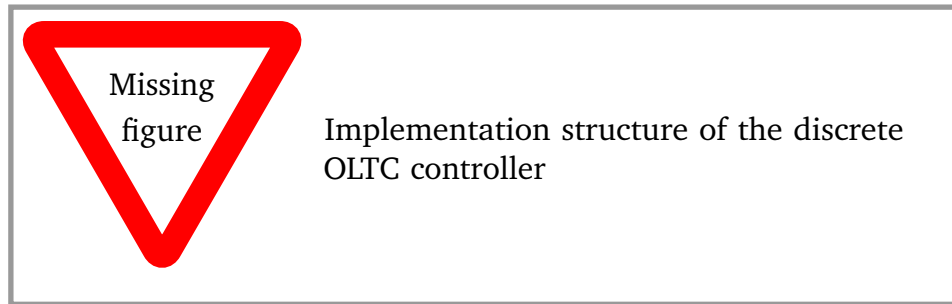 Missing
figure
Implementation structure of the discrete
OLTC controller